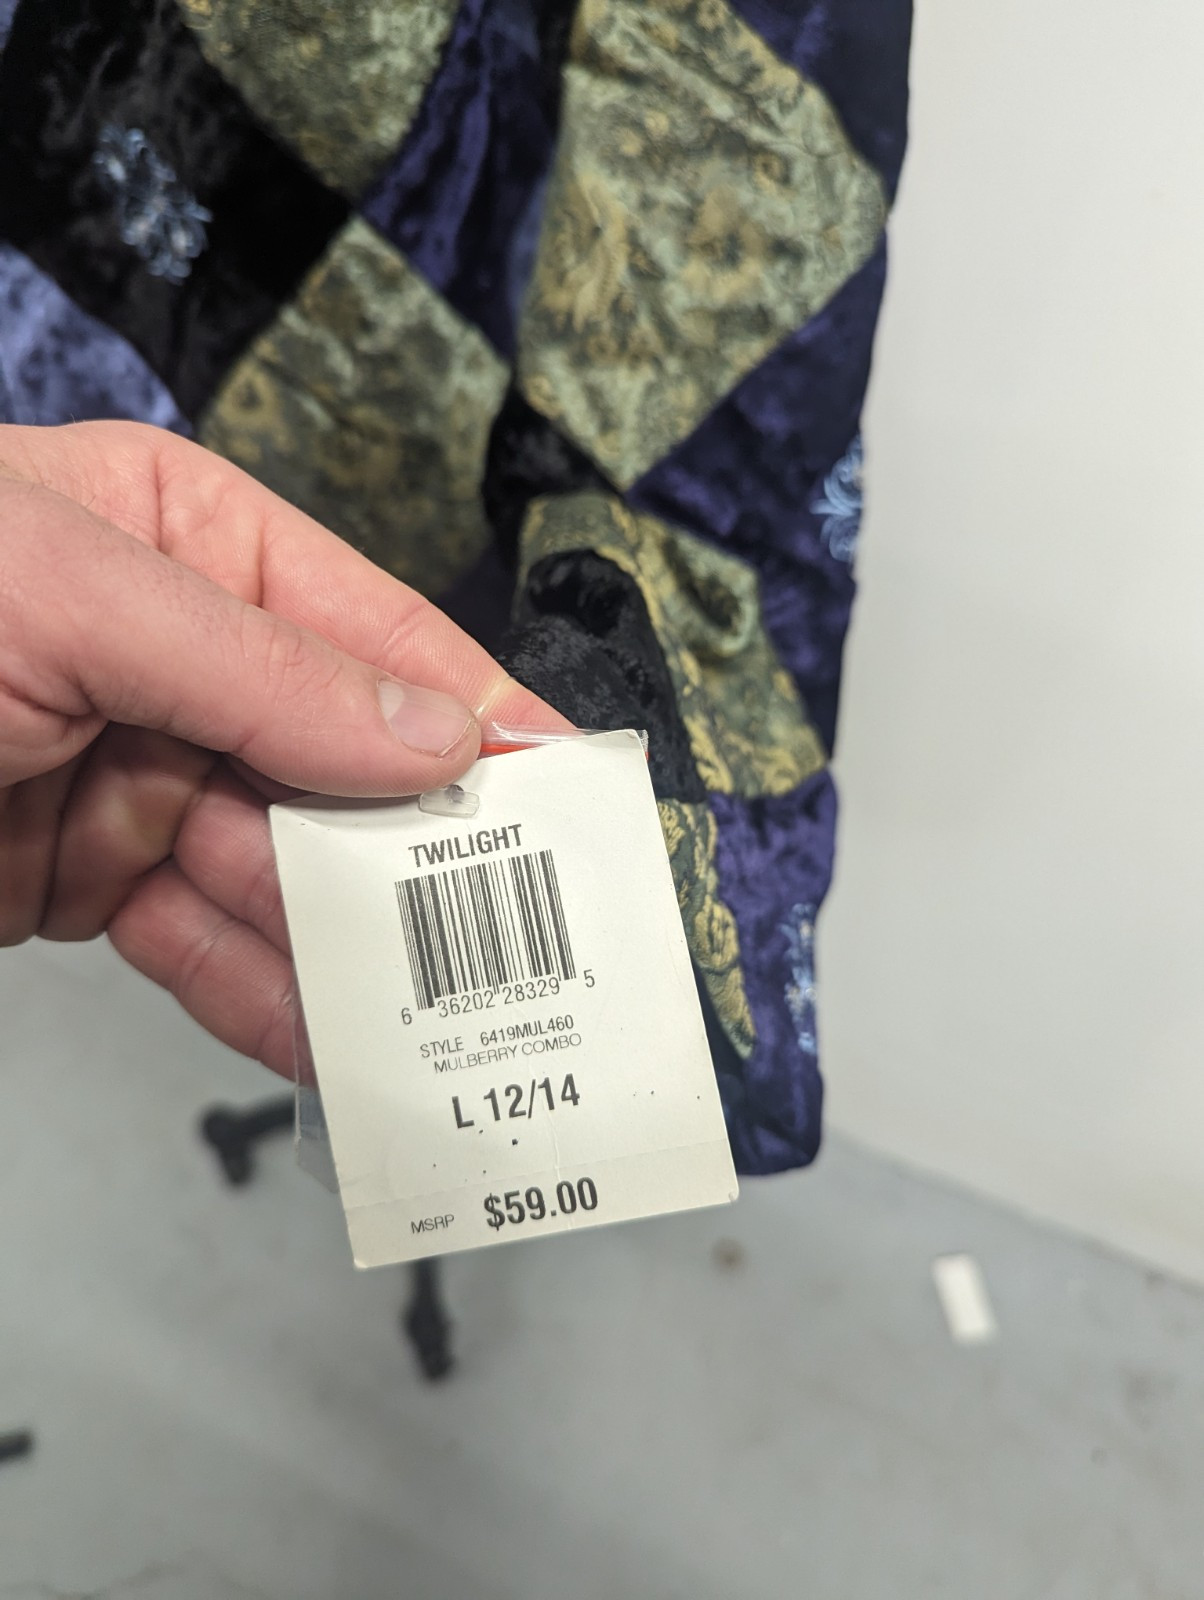 TWILIGHT
6 36202 28329 5
STYLE 6419MUL460
MULBERRY COMBO
L 12/14
MSRP $59.00